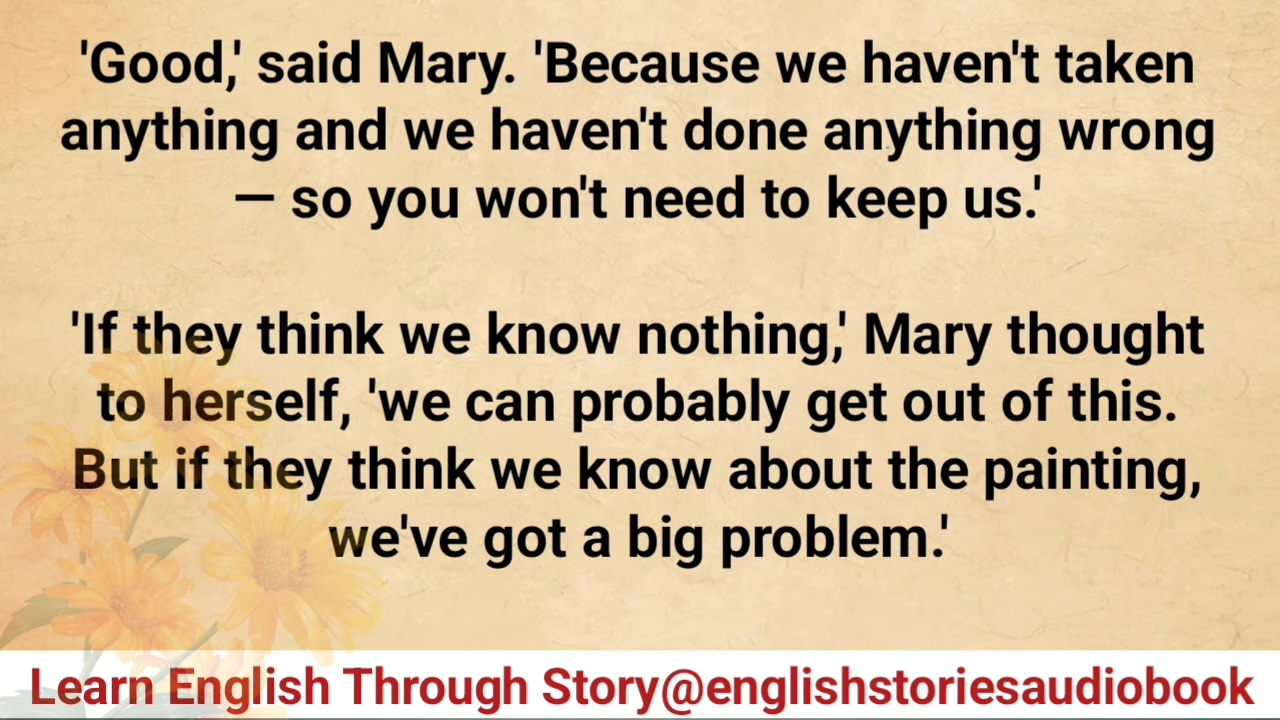 'Good,' said Mary. 'Because we haven't taken
anything and we haven't done anything wrong
— so you won't need to keep us.'
'If they think we know nothing,' Mary thought
to herself, 'we can probably get out of this.
But if they think we know about the painting,
we've got a big problem.'
Learn English Through Story@englishstoriesaudiobook